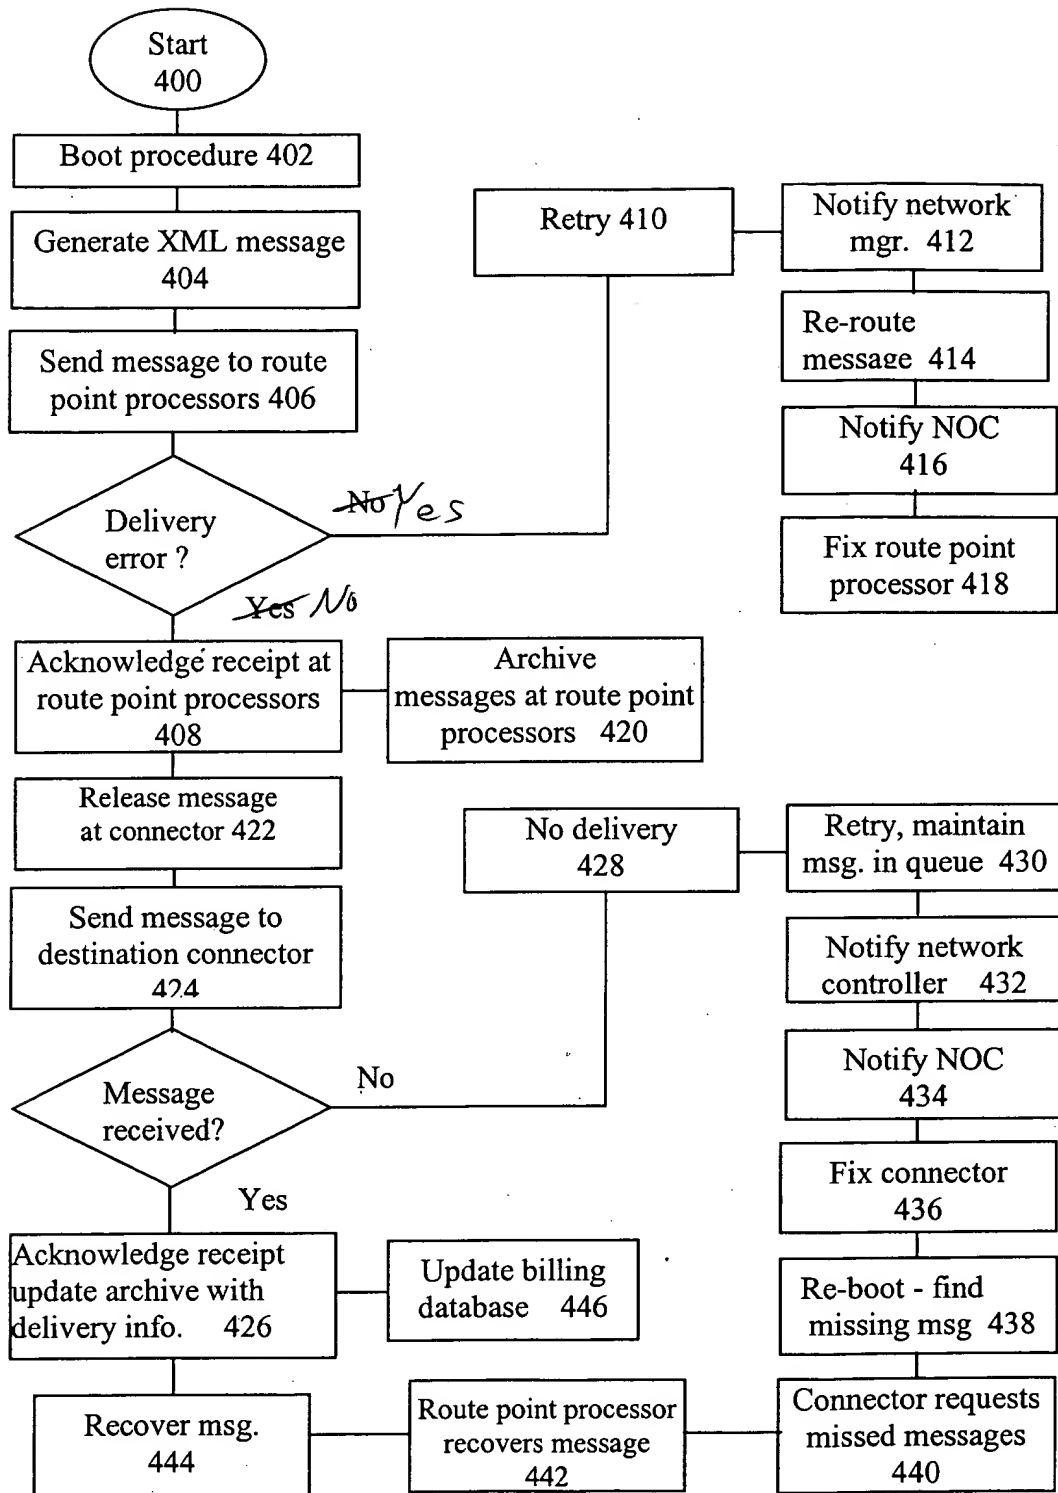 Start
400
Boot procedure 402
Generate XML message
404
Send message to route
point processors 406
Delivery
error ?
No Yes
Yes No
Retry 410
Notify network
mgr. 412
Re-route
message 414
Notify NOC
416
Fix route point
processor 418
Acknowledge receipt at
route point processors
408
Archive
messages at route point
processors 420
Release message
at connector 422
Send message to
destination connector
424
Message
received?
No
Yes
No delivery
428
Retry, maintain
msg. in queue 430
Notify network
controller 432
Notify NOC
434
Fix connector
436
Re-boot - find
missing msg 438
Connector requests
missed messages
440
Route point processor
recovers message
442
Acknowledge receipt
update archive with
delivery info. 426
Update billing
database 446
Recover msg.
444